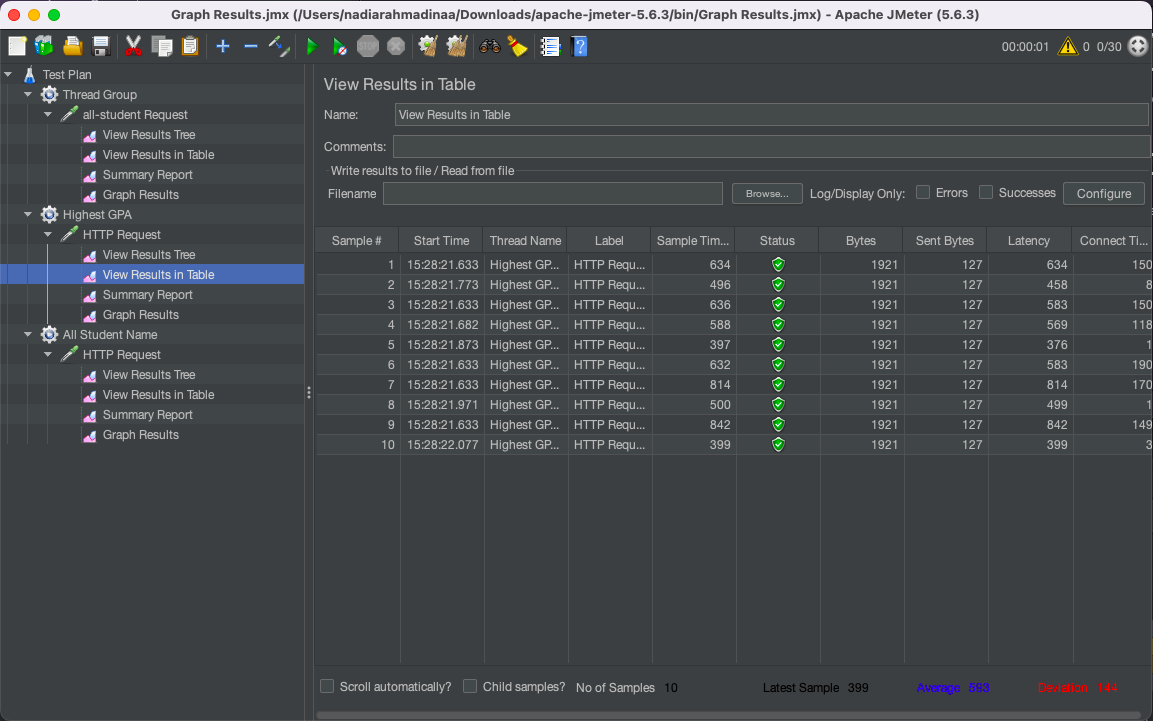 Graph Results.jmx (/Users/nadiarahmadinaa/Downloads/apache-jmeter-5.6.3/bin/Graph Results.jmx) - Apache JMeter (5.6.3)
STOP 00:00:01 0 0/30
Test Plan
Thread Group
all-student Request
View Results Tree
View Results in Table
Summary Report
Graph Results
Highest GPA
HTTP Request
View Results Tree
View Results in Table
Summary Report
Graph Results
All Student Name
HTTP Request
View Results Tree
View Results in Table
Summary Report
Graph Results
View Results in Table
Name: View Results in Table
Comments:
Write results to file / Read from file
Filename Browse... Log/Display Only: Errors Successes Configure
Sample # Start Time Thread Name Label Sample Tim... Status Bytes Sent Bytes Latency Connect Ti...
1 15:28:21.633 Highest GP... HTTP Requ... 634 1921 127 634 150
2 15:28:21.773 Highest GP... HTTP Requ... 496 1921 127 458 8
3 15:28:21.633 Highest GP... HTTP Requ... 636 1921 127 583 150
4 15:28:21.682 Highest GP... HTTP Requ... 588 1921 127 569 118
5 15:28:21.873 Highest GP... HTTP Requ... 397 1921 127 376 1
6 15:28:21.633 Highest GP... HTTP Requ... 632 1921 127 583 190
7 15:28:21.633 Highest GP... HTTP Requ... 814 1921 127 814 170
8 15:28:21.971 Highest GP... HTTP Requ... 500 1921 127 499 1
9 15:28:21.633 Highest GP... HTTP Requ... 842 1921 127 842 149
10 15:28:22.077 Highest GP... HTTP Requ... 399 1921 127 399 3
Scroll automatically? Child samples? No of Samples 10 Latest Sample 399 Average 593 Deviation 144